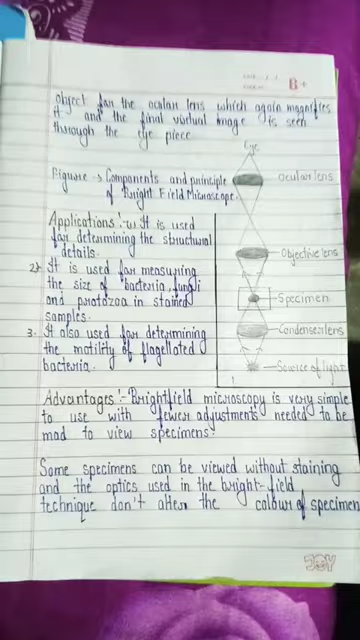 B+
object for the ocular lens which again magnifies
it and the final virtual image is seen
through the eye piece
Eye
Figure → Components and principle
of Bright Field Microscope.
Ocular lens
Applications:- 1) It is used
for determining the structural
details.
Objective lens
2) It is used for measuring
the size of bacteria, fungi
and protozoa in stained
samples.
Specimen
3. It also used for determining
the motility of flagellated
bacteria.
Condenser lens
Source of light
Advantages:- Brightfield microscopy is very simple
to use with fewer adjustments needed to be
mad to view specimens.
Some specimens can be viewed without staining
and the optics used in the bright-field
technique don't alter the colour of specimen
JOY